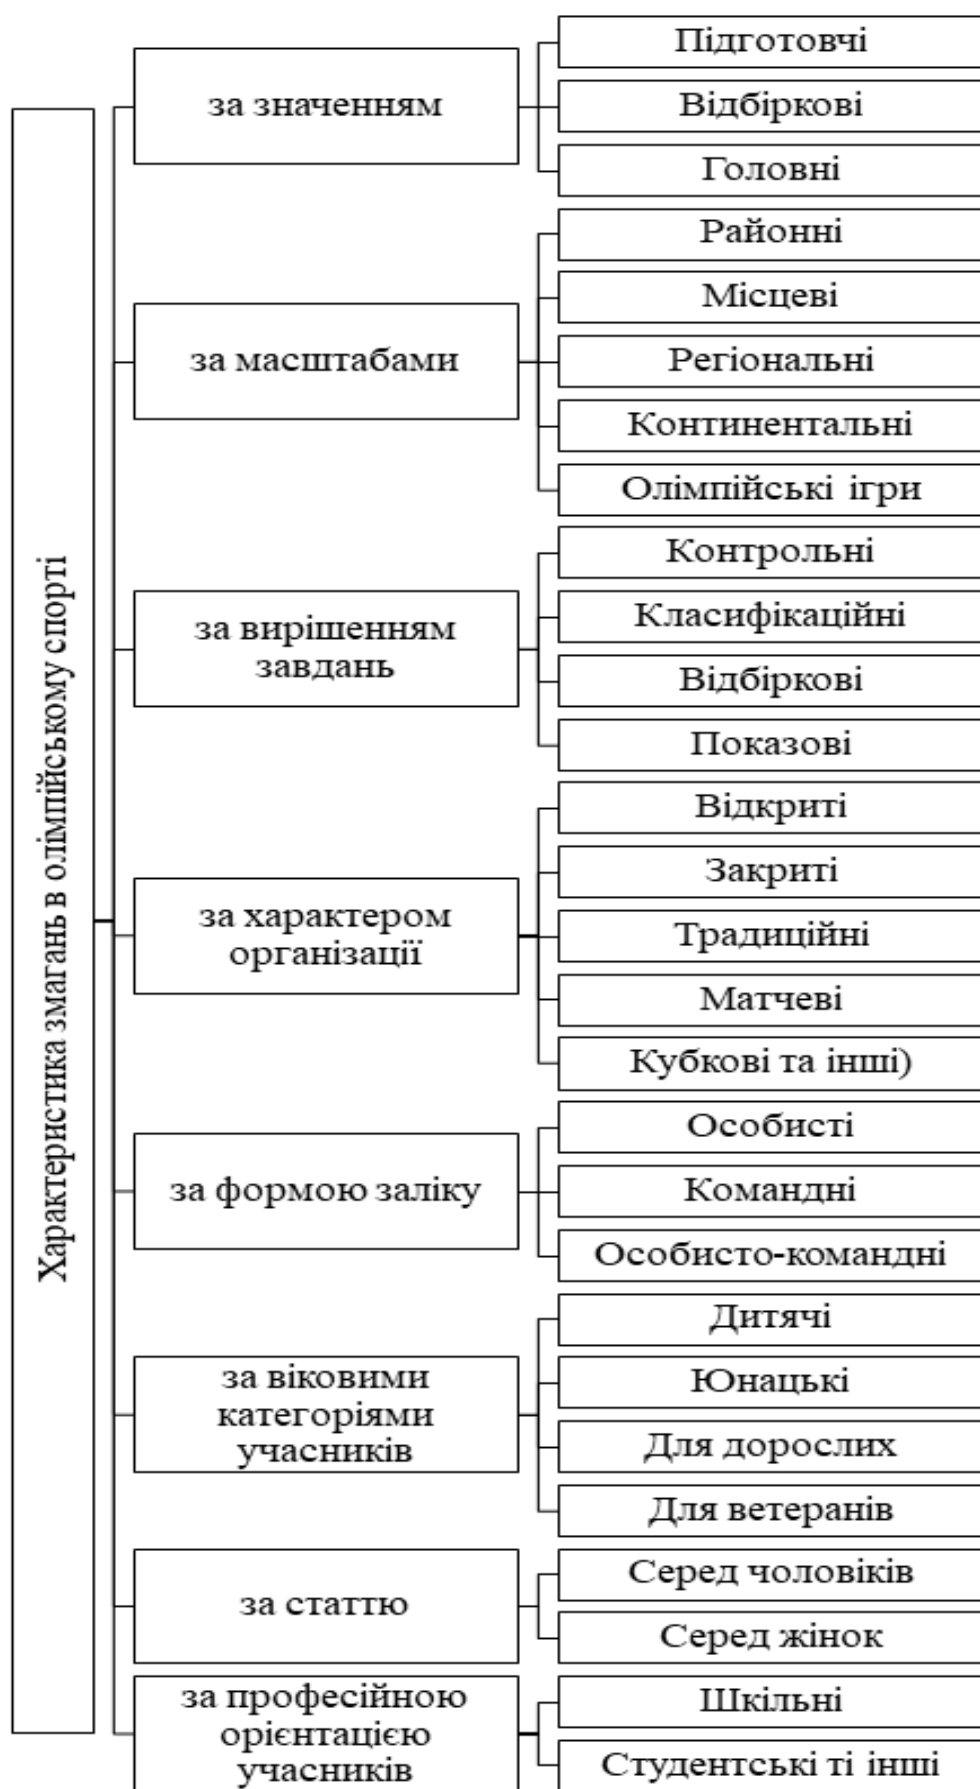 Характеристика змагань в олімпійському спорті
за значенням
Підготовчі
Відбіркові
Головні
за масштабами
Районні
Місцеві
Регіональні
Континентальні
Олімпійські ігри
за вирішенням
завдань
Контрольні
Класифікаційні
Відбіркові
Показові
за характером
організації
Відкриті
Закриті
Традиційні
Матчеві
Кубкові та інші)
за формою заліку
Особисті
Командні
Особисто-командні
за віковими
категоріями
учасників
Дитячі
Юнацькі
Для дорослих
Для ветеранів
за статтю
Серед чоловіків
Серед жінок
за професійною
орієнтацією
учасників
Шкільні
Студентські ті інші